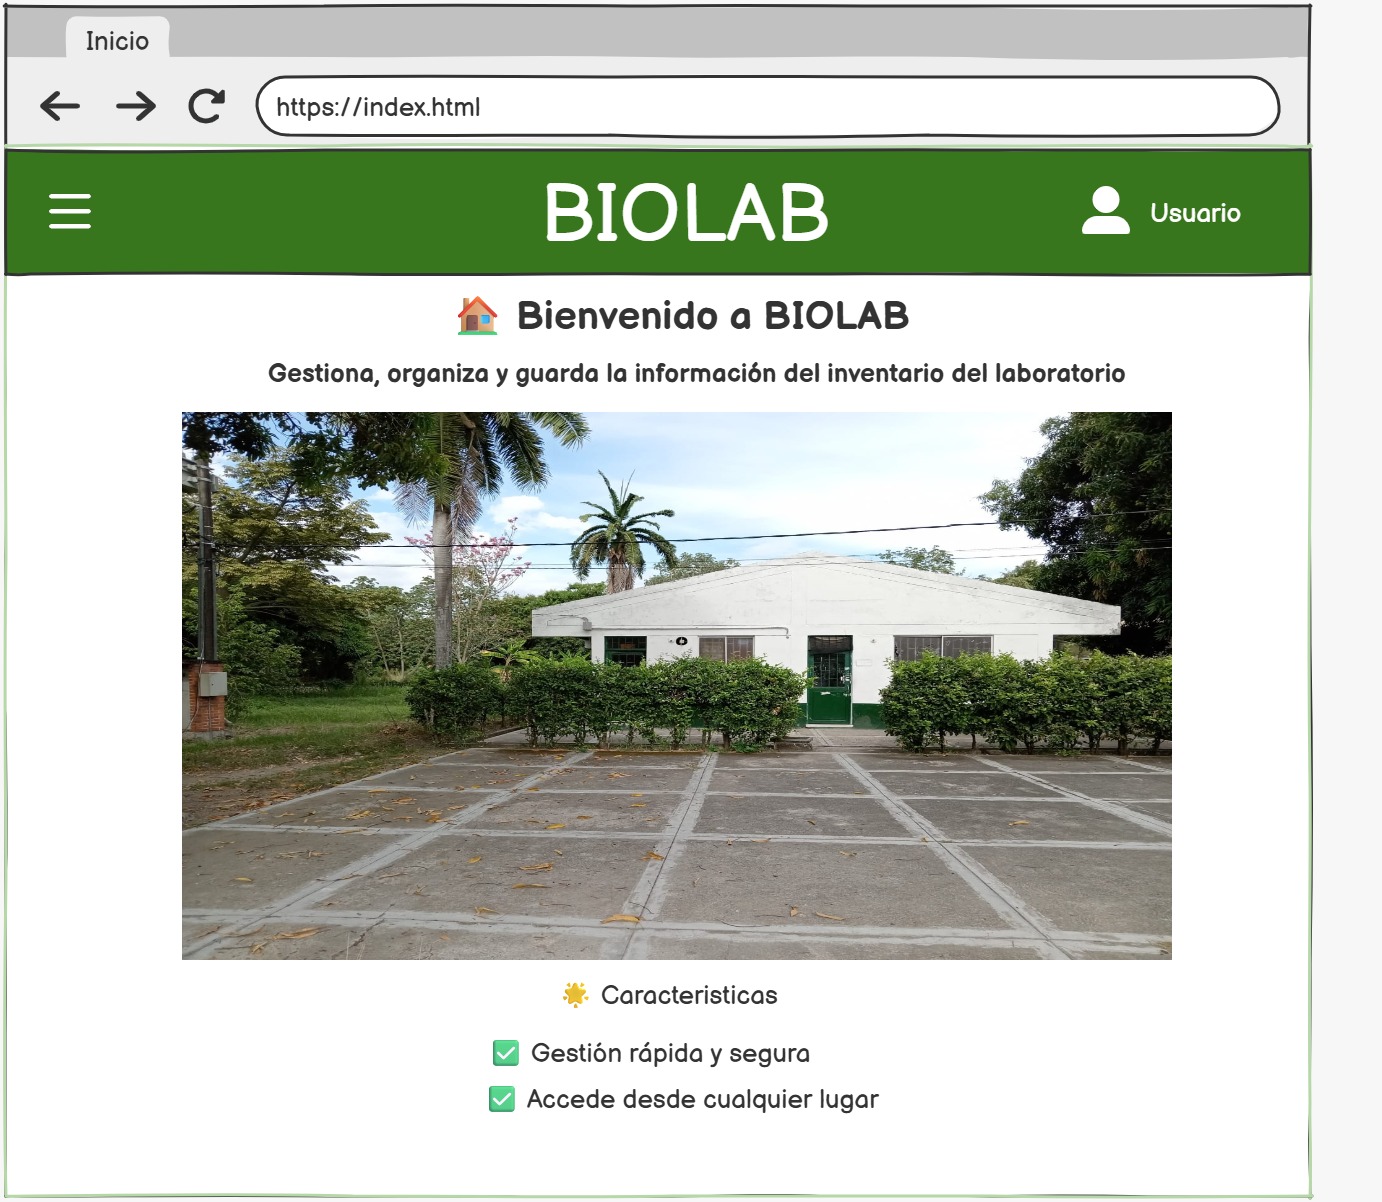 Inicio
https://index.html
BIOLAB
Usuario
🏠 Bienvenido a BIOLAB
Gestiona, organiza y guarda la información del inventario del laboratorio
🌟 Caracteristicas
✅ Gestión rápida y segura
✅ Accede desde cualquier lugar